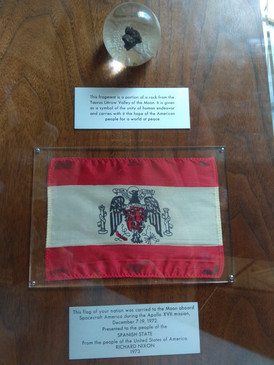 This fragment is a portion of a rock from the
Taurus Littrow Valley of the Moon. It is given
as a symbol of the unity of human endeavor
and carries with it the hope of the American
people for a world at peace.
This flag of your nation was carried to the Moon aboard
Spacecraft America during the Apollo XVII mission,
December 7-19, 1972.
Presented to the people of the
SPANISH STATE
From the people of the United States of America
RICHARD NIXON
1973